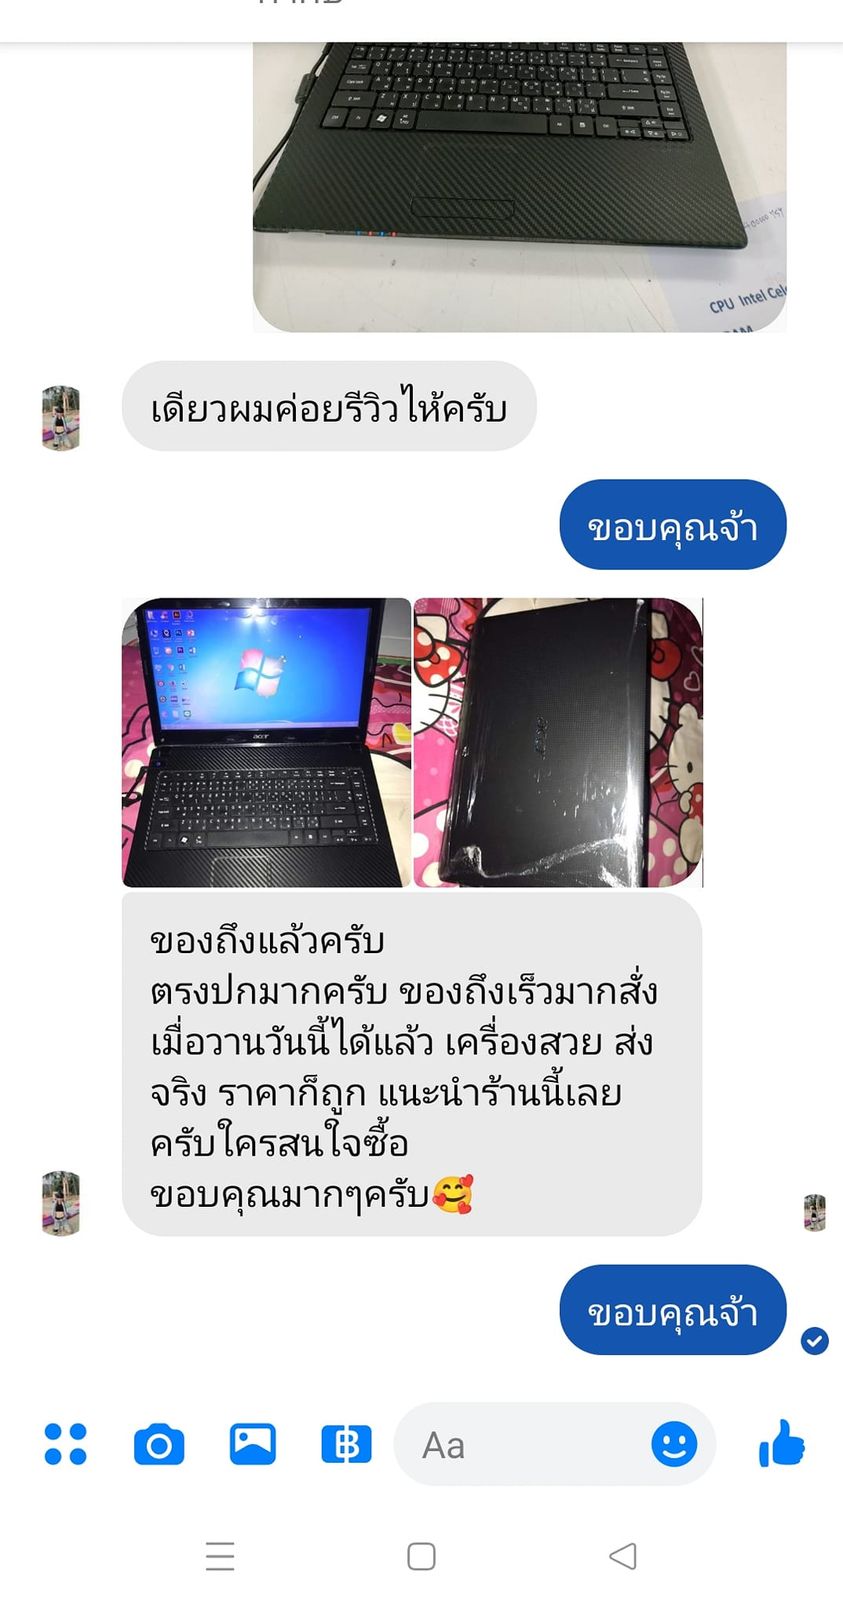 CPU Intel Cel
เดียวผมค่อยรีวิวไห้ครับ
ขอบคุณจ้า
acer
acer
ของถึงแล้วครับ
ตรงปกมากครับ ของถึงเร็วมากสั่ง
เมื่อวานวันนี้ได้แล้ว เครื่องสวย ส่ง
จริง ราคาก็ถูก แนะนำร้านนี้เลย
ครับใครสนใจซื้อ
ขอบคุณมากๆครับ🥰
ขอบคุณจ้า
Aa